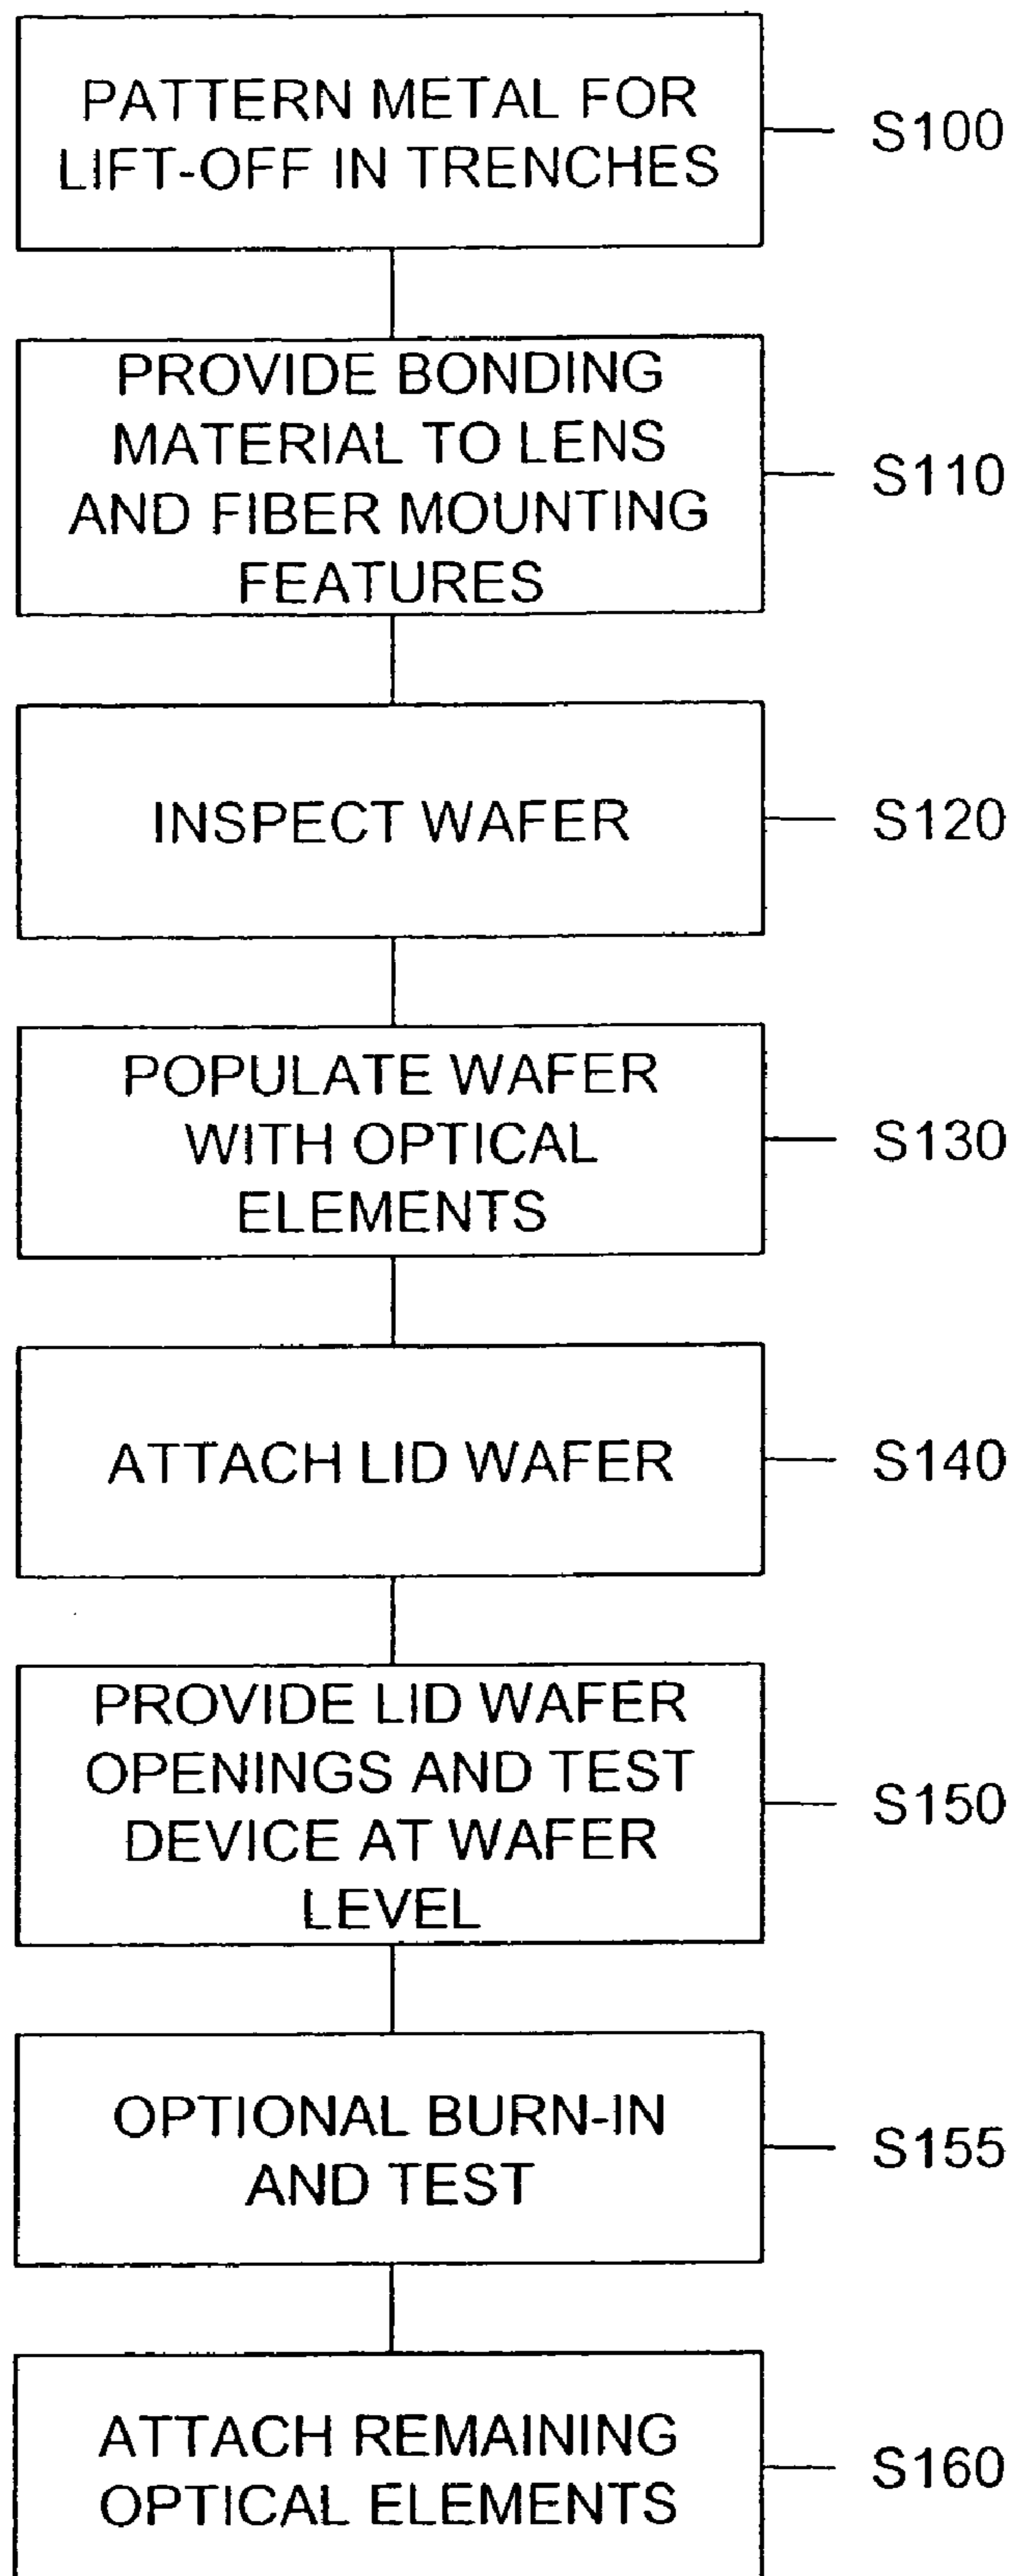 PATTERN METAL FOR
LIFT-OFF IN TRENCHES
S100
PROVIDE BONDING
MATERIAL TO LENS
AND FIBER MOUNTING
FEATURES
S110
INSPECT WAFER
S120
POPULATE WAFER
WITH OPTICAL
ELEMENTS
S130
ATTACH LID WAFER
S140
PROVIDE LID WAFER
OPENINGS AND TEST
DEVICE AT WAFER
LEVEL
S150
OPTIONAL BURN-IN
AND TEST
S155
ATTACH REMAINING
OPTICAL ELEMENTS
S160